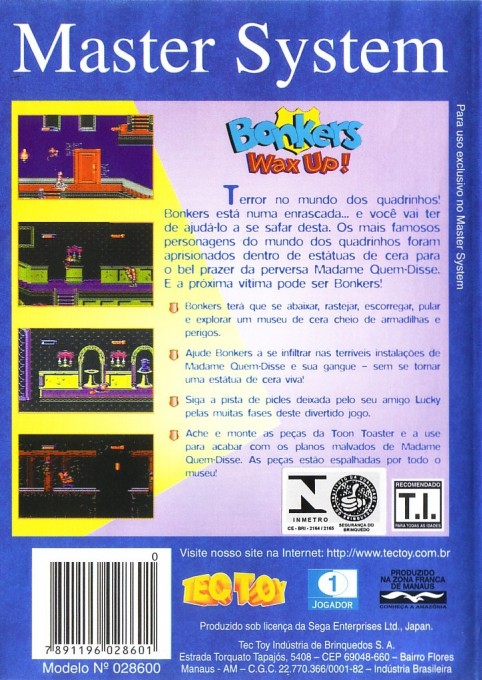 Master System
Para uso exclusivo no Master System
Bonkers
Wax Up!
Terror no mundo dos quadrinhos!
Bonkers está numa enrascada... e você vai ter
de ajudá-lo a se safar desta. Os mais famosos
personagens do mundo dos quadrinhos foram
aprisionados dentro de estátuas de cera para
o bel prazer da perversa Madame Quem-Disse.
E a próxima vítima pode ser Bonkers!
Bonkers terá que se abaixar, rastejar, escorregar, pular
e explorar um museu de cera cheio de armadilhas e
perigos.
Ajude Bonkers a se infiltrar nas terríveis instalações de
Madame Quem-Disse e sua gangue – sem se tornar
uma estátua de cera viva!
Siga a pista de picles deixada pelo seu amigo Lucky
pelas muitas fases deste divertido jogo.
Ache e monte as peças da Toon Toaster e a use
para acabar com os planos malvados de Madame
Quem-Disse. As peças estão espalhadas por todo o
museu!
INMETRO
CE - BRI - 2164 / 2165
SEGURANÇA DO
BRINQUEDO
RECOMENDADO
T.I.
PARA TODAS AS IDADES
Visite nosso site na Internet: http://www.tectoy.com.br
TEC TOY
1
JOGADOR
PRODUZIDO
NA ZONA FRANCA
DE MANAUS
CONHEÇA A AMAZÔNIA
0
7 891196 028601
Modelo Nº 028600
Produzido sob licença da Sega Enterprises Ltd., Japan.
Tec Toy Indústria de Brinquedos S. A.
Estrada Torquato Tapajós, 5408 – CEP 69048-660 – Bairro Flores
Manaus - AM – C.G.C. 22.770.366/0001-82 – Indústria Brasileira